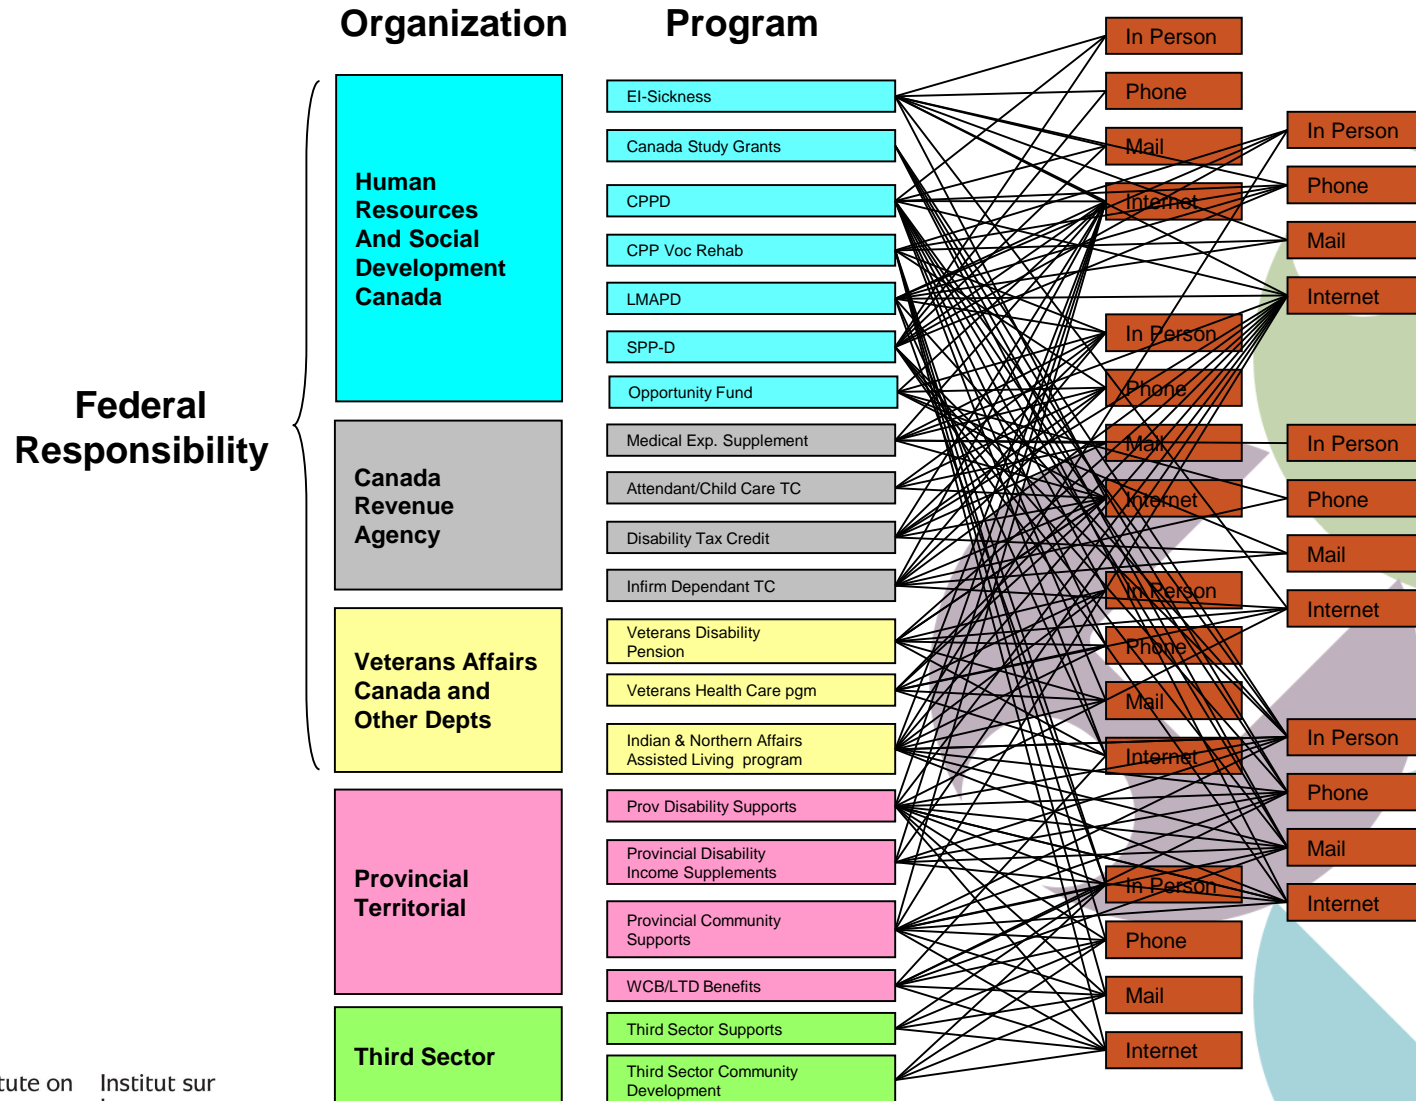 Organization
Program
Federal
Responsibility
Human
Resources
And Social
Development
Canada
Canada
Revenue
Agency
Veterans Affairs
Canada and
Other Depts
Provincial
Territorial
Third Sector
EI-Sickness
Canada Study Grants
CPPD
CPP Voc Rehab
LMAPD
SPP-D
Opportunity Fund
Medical Exp. Supplement
Attendant/Child Care TC
Disability Tax Credit
Infirm Dependant TC
Veterans Disability
Pension
Veterans Health Care pgm
Indian & Northern Affairs
Assisted Living program
Prov Disability Supports
Provincial Disability
Income Supplements
Provincial Community
Supports
WCB/LTD Benefits
Third Sector Supports
Third Sector Community
Development
In Person
Phone
Mail
Internet
In Person
Phone
Mail
Internet
In Person
Phone
Mail
Internet
In Person
Phone
Mail
Internet
In Person
Phone
Mail
Internet
In Person
Phone
Mail
Internet
In Person
Phone
Mail
Internet
tute on Institut sur